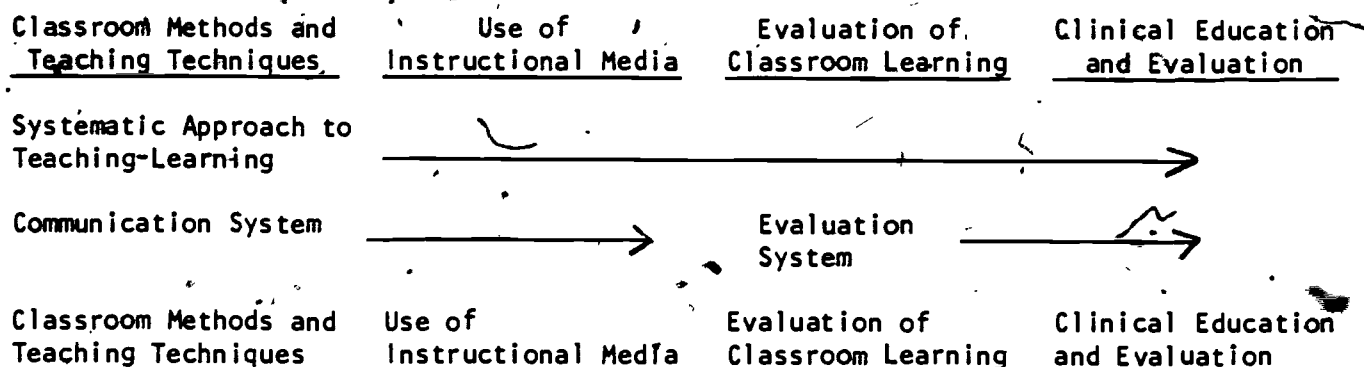 Classroom Methods and Use of Evaluation of Clinical Education
Teaching Techniques Instructional Media Classroom Learning and Evaluation
Systematic Approach to
Teaching-Learning
Communication System Evaluation
System
Classroom Methods and Use of Evaluation of Clinical Education
Teaching Techniques Instructional Media Classroom Learning and Evaluation